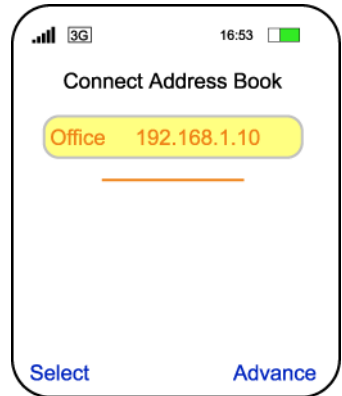 3G 16:53
Connect Address Book
Office 192.168.1.10
Select Advance